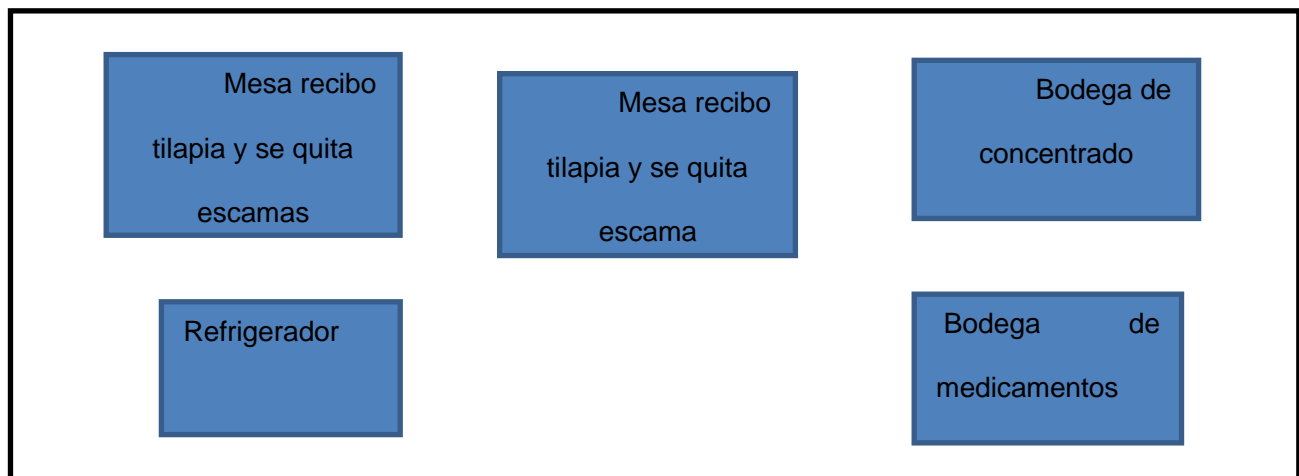 Mesa recibo
tilapia y se quita
escamas
Mesa recibo
tilapia y se quita
escama
Bodega de
concentrado
Refrigerador
Bodega de
medicamentos